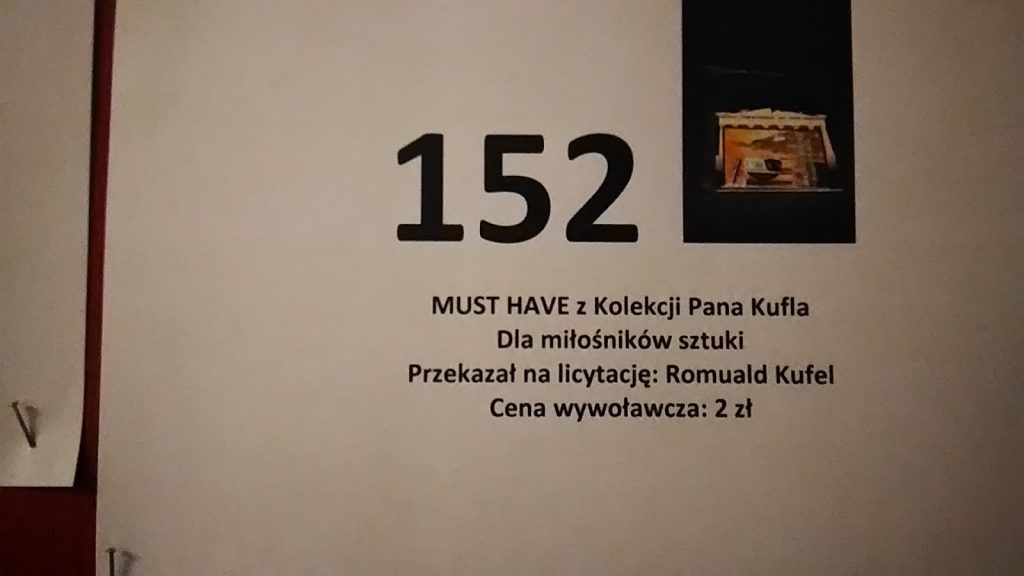 152
MUST HAVE z Kolekcji Pana Kufla
Dla miłośników sztuki
Przekazał na licytację: Romuald Kufel
Cena wywoławcza: 2 zł